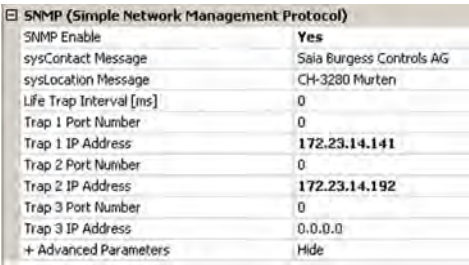 SNMP (Simple Network Management Protocol)
SNMP Enable Yes
sysContact Message Saia Burgess Controls AG
sysLocation Message CH-3280 Murten
Life Trap Interval [ms] 0
Trap 1 Port Number 0
Trap 1 IP Address 172.23.14.141
Trap 2 Port Number 0
Trap 2 IP Address 172.23.14.192
Trap 3 Port Number 0
Trap 3 IP Address 0.0.0.0
+ Advanced Parameters Hide